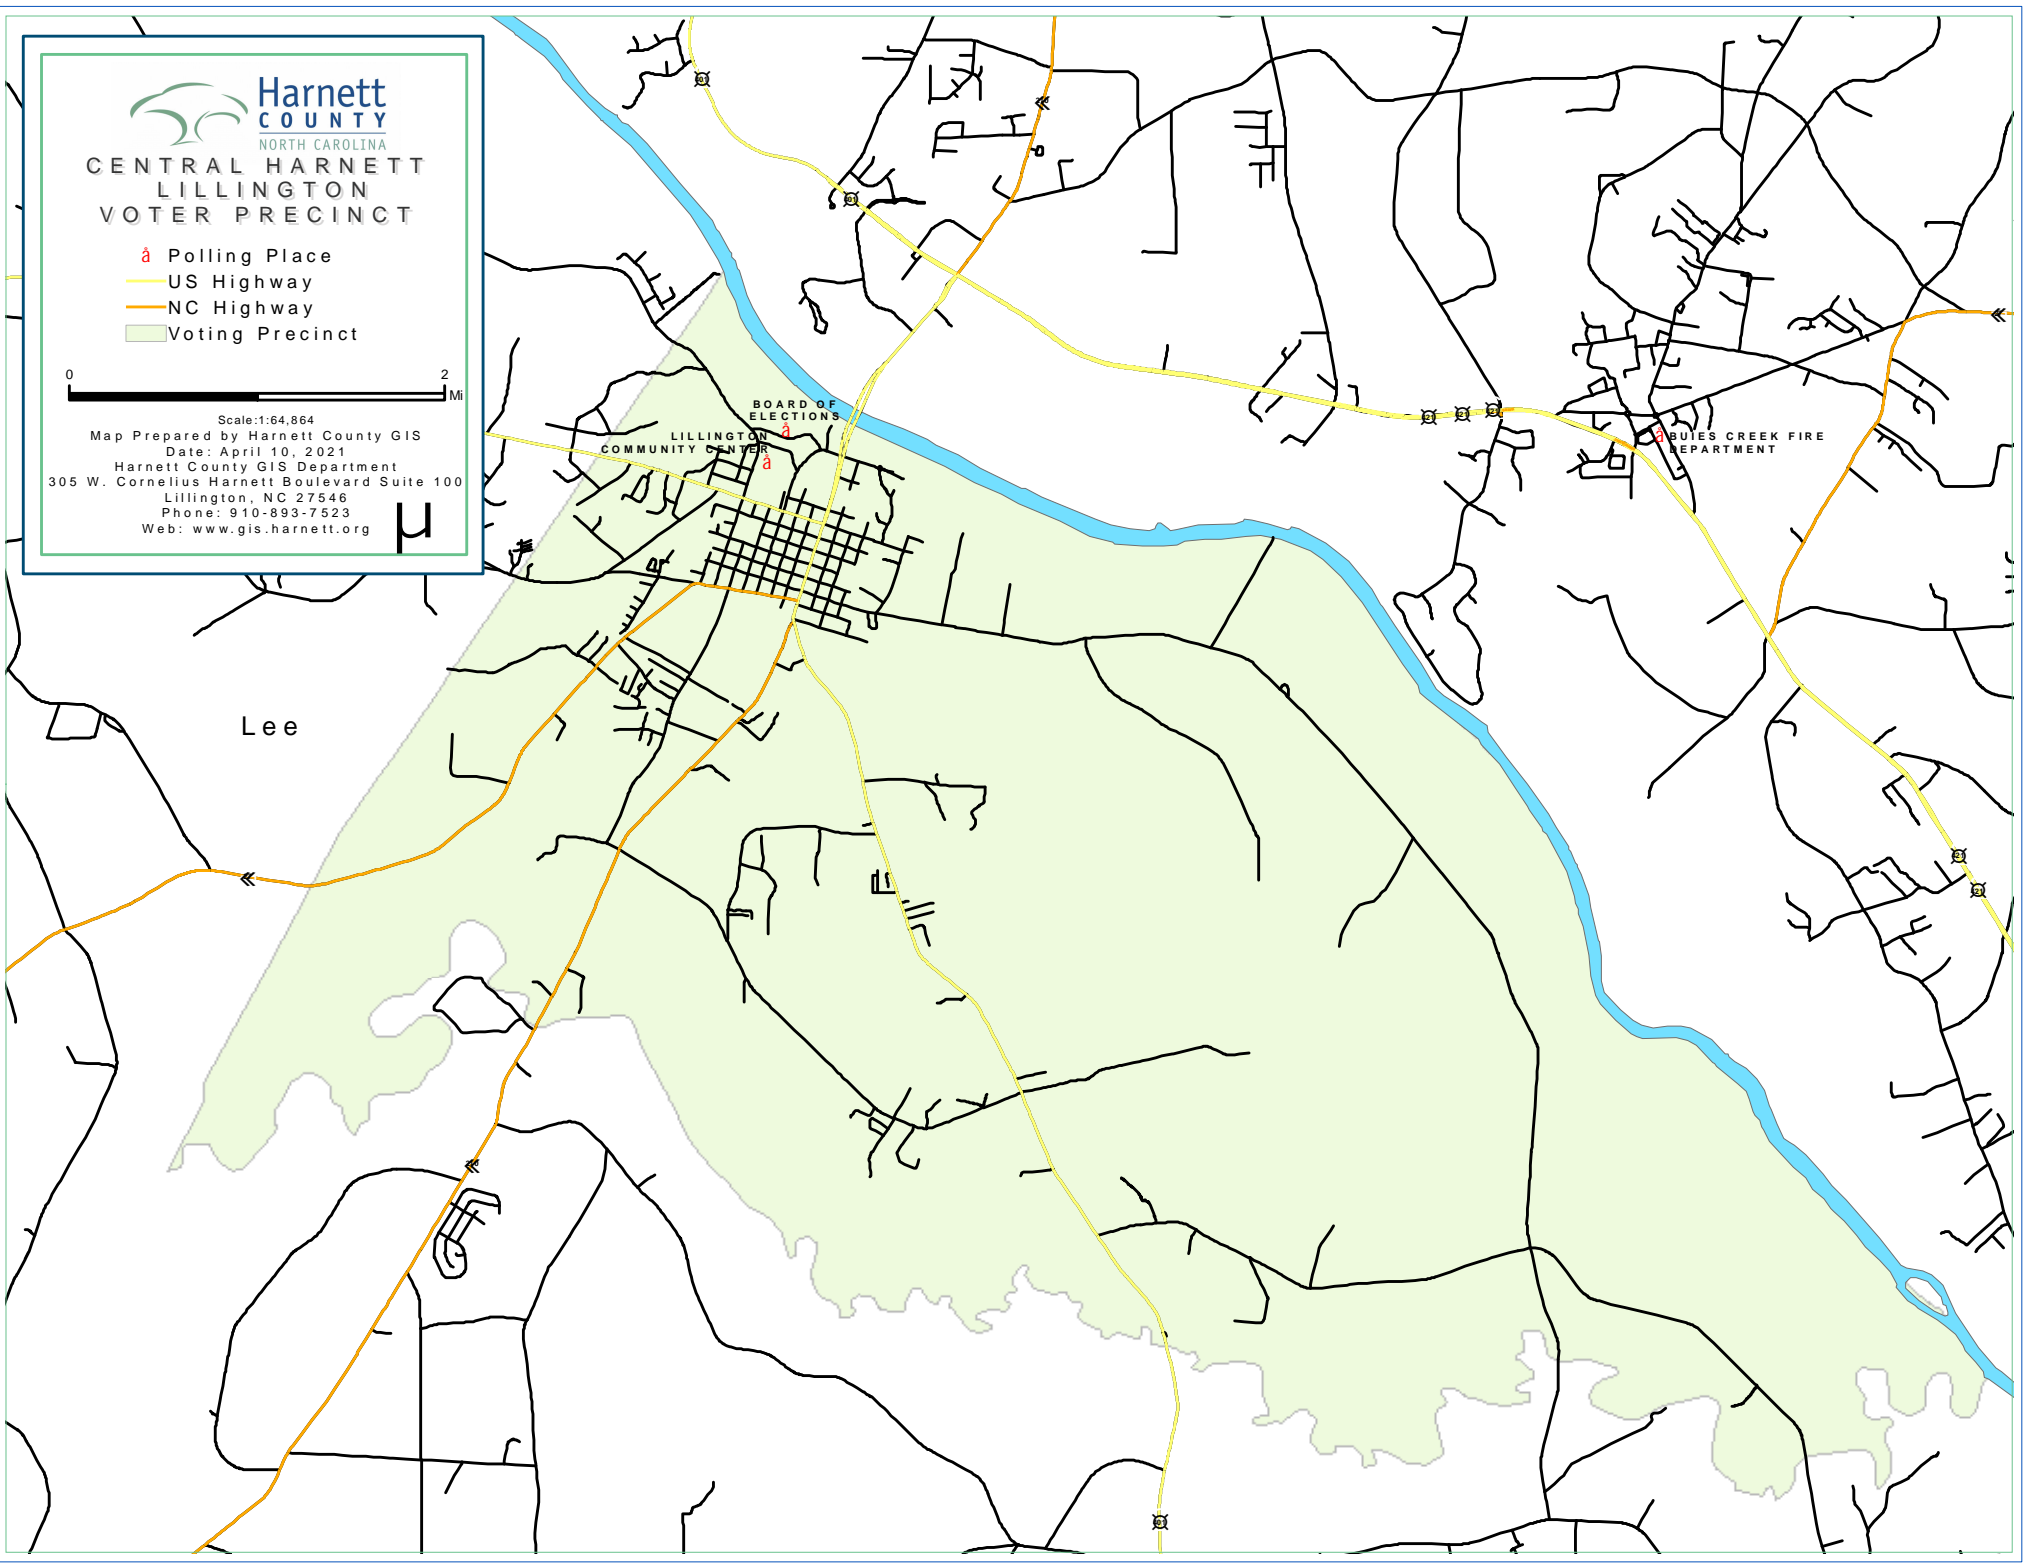 Harnett
COUNTY
NORTH CAROLINA
CENTRAL HARNETT
LILLINGTON
VOTER PRECINCT
å Polling Place
US Highway
NC Highway
Voting Precinct
0 2
Mi
Scale:1:64,864
Map Prepared by Harnett County GIS
Date: April 10, 2021
Harnett County GIS Department
305 W. Cornelius Harnett Boulevard Suite 100
Lillington, NC 27546
Phone: 910-893-7523
Web: www.gis.harnett.org
µ
BOARD OF
ELECTIONS
å
LILLINGTON
COMMUNITY CENTER
å
å BUIES CREEK FIRE
DEPARTMENT
Lee